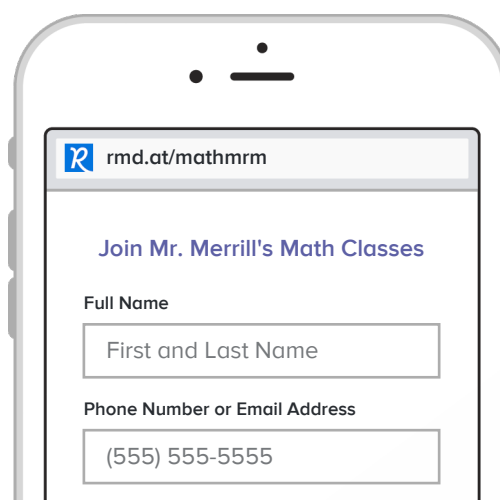 rmd.at/mathmrm
Join Mr. Merrill's Math Classes
Full Name
First and Last Name
Phone Number or Email Address
(555) 555-5555